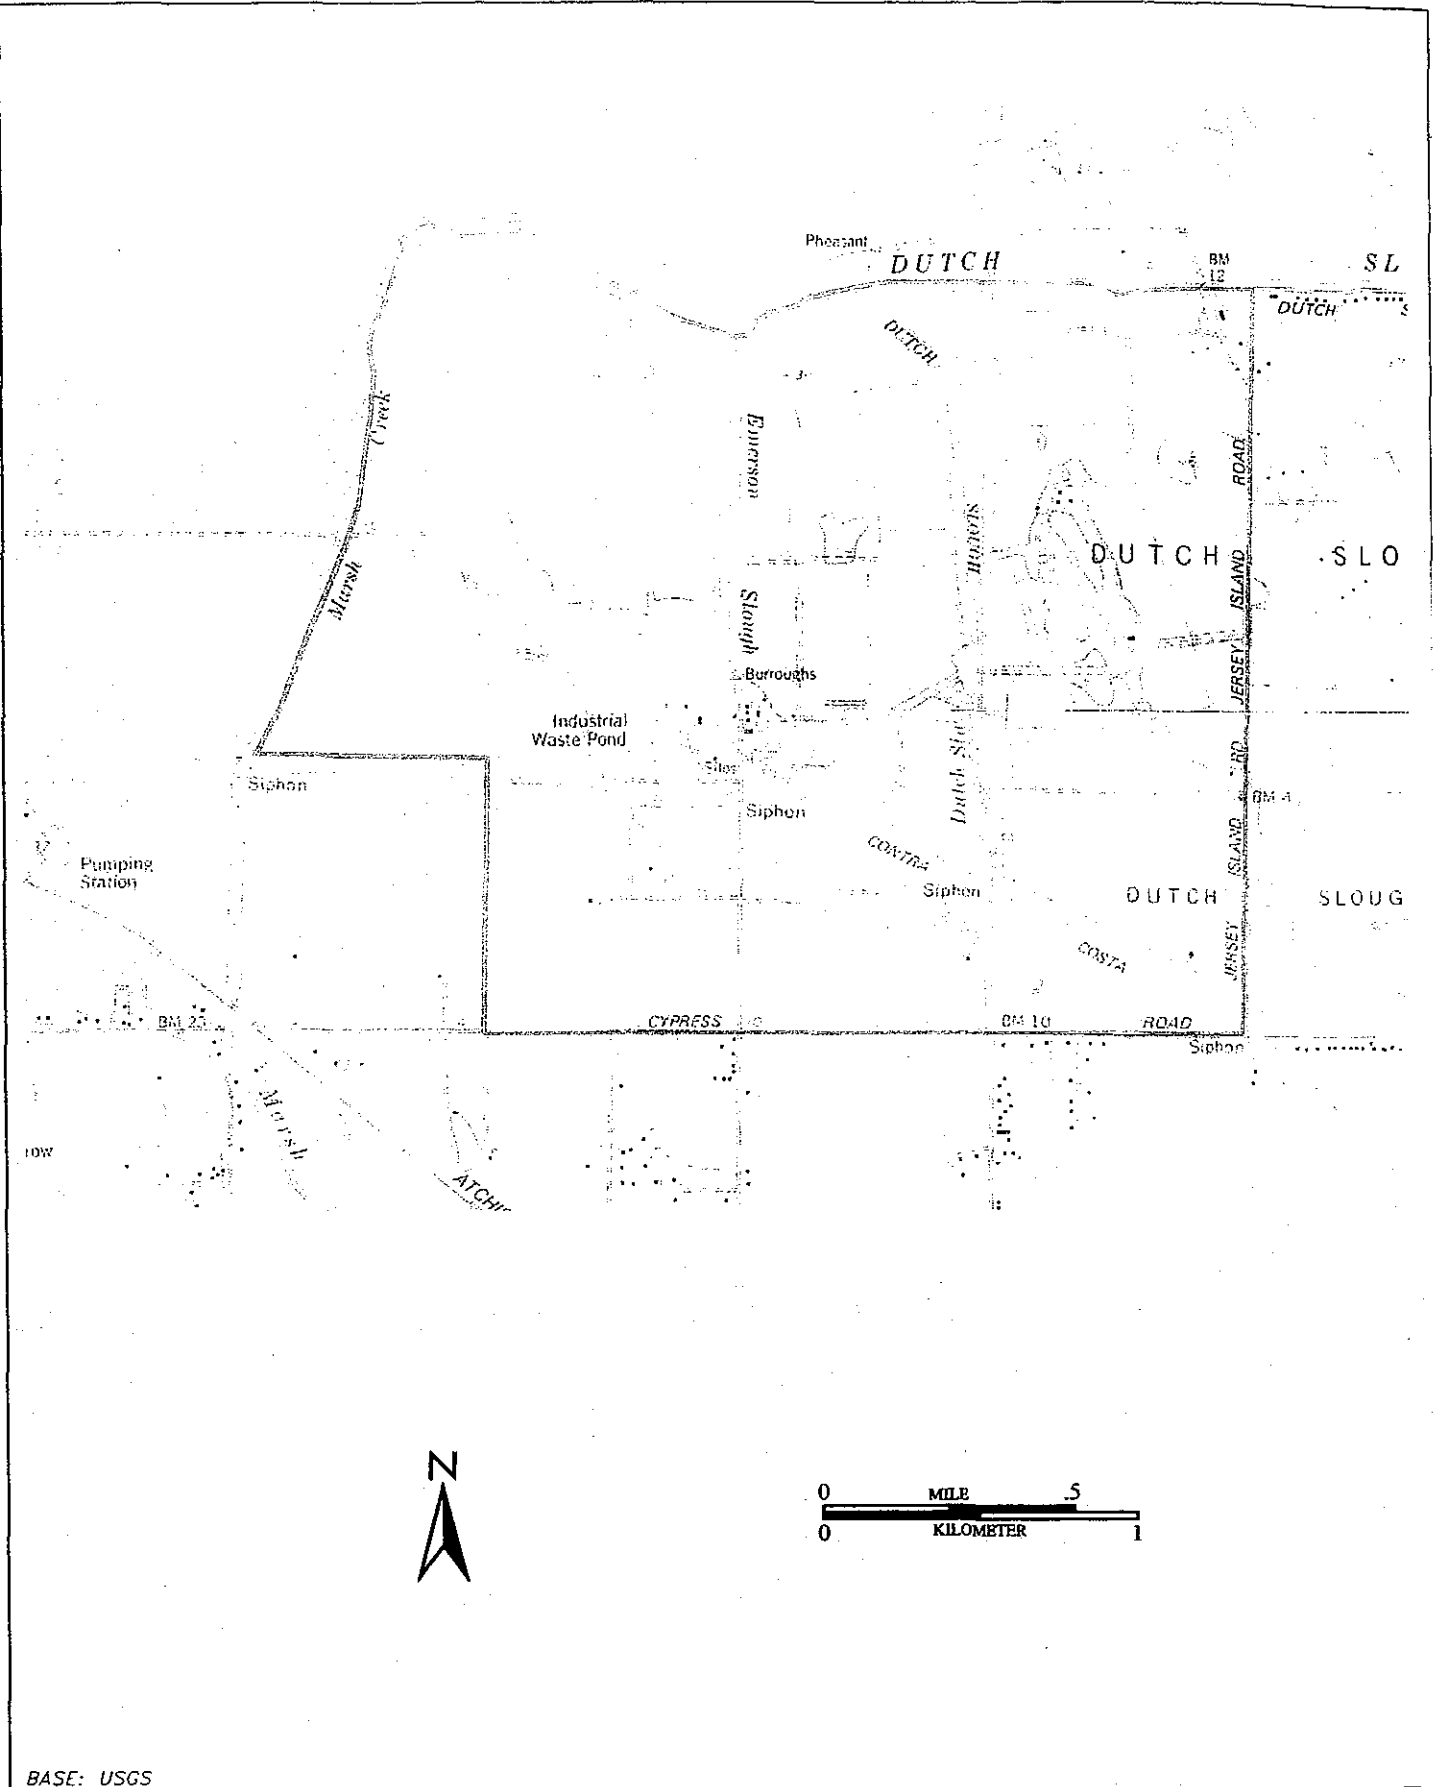 Pheasant
DUTCH SL
BM
12
DUTCH S
DUTCH
3
Creek
Emerson
ROAD
Slough
DUTCH SLO
ISLAND
Marsh
Slough
JERSEY
Burroughs
Industrial
Waste Pond
RD
Silos
Siphon
Siphon
Dutch
BM 4
ISLAND
CONTRA
Pumping
Station
Siphon
DUTCH SLOUG
JERSEY
COSTA
BM 23
CYPRESS
BM 10
ROAD
Siphon
Marsh
ATCHI
N
0 MILE .5
0 KILOMETER 1
BASE: USGS